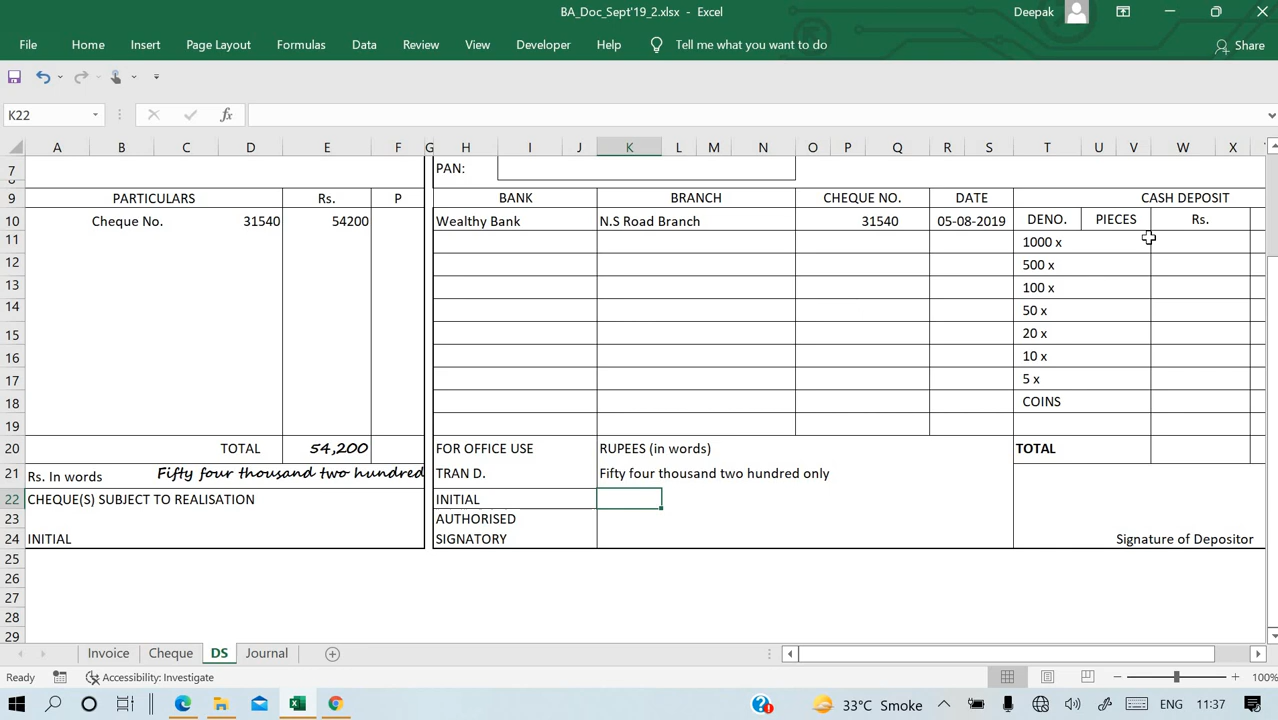 BA_Doc_Sept'19_2.xlsx - Excel
Deepak
File Home Insert Page Layout Formulas Data Review View Developer Help Tell me what you want to do Share
K22 fx
A B C D E F G H I J K L M N O P Q R S T U V W X
7 PAN:
9 PARTICULARS Rs. P BANK BRANCH CHEQUE NO. DATE CASH DEPOSIT
10 Cheque No. 31540 54200 Wealthy Bank N.S Road Branch 31540 05-08-2019 DENO. PIECES Rs.
11 1000 x
12 500 x
13 100 x
14 50 x
15 20 x
16 10 x
17 5 x
18 COINS
19
20 TOTAL 54,200 FOR OFFICE USE RUPEES (in words) TOTAL
21 Rs. In words Fifty four thousand two hundred TRAN D. Fifty four thousand two hundred only
22 CHEQUE(S) SUBJECT TO REALISATION INITIAL
23 AUTHORISED
24 INITIAL SIGNATORY Signature of Depositor
25
26
27
28
29
Invoice Cheque DS Journal
Ready Accessibility: Investigate 100%
33°C Smoke ENG 11:37